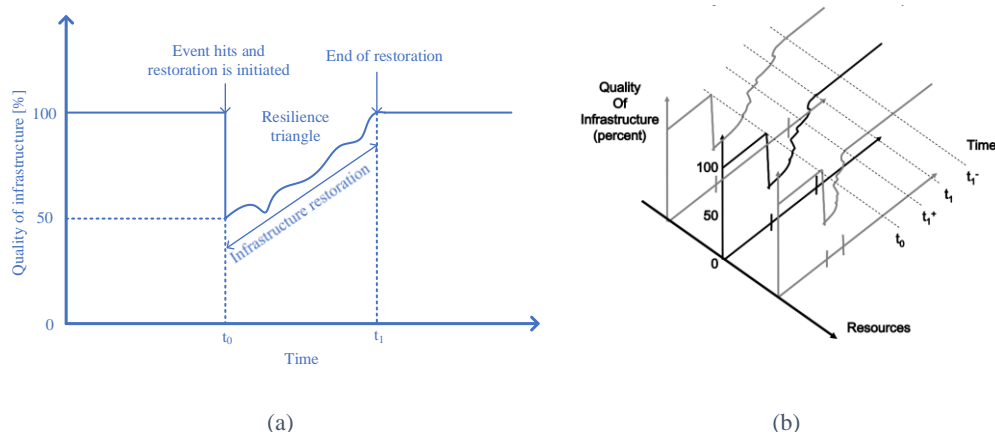 Event hits and
restoration is initiated
End of restoration
Quality of infrastructure [%]
100
50
0
Resilience
triangle
Infrastructure restoration
t0
t1
Time
(a)
Quality
Of
Infrastructure
(percent)
100
50
0
Time
t1-
t1
t1+
t0
Resources
(b)